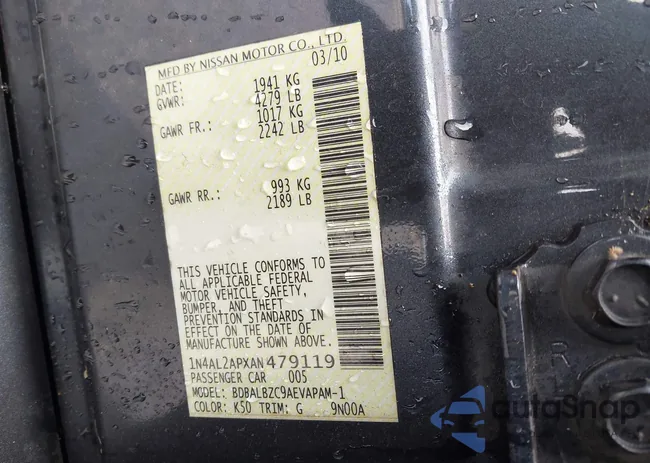 MFD BY NISSAN MOTOR CO., LTD.
DATE: 03/10
GVWR: 1941 KG
4279 LB
GAWR FR.: 1017 KG
2242 LB
GAWR RR.: 993 KG
2189 LB
THIS VEHICLE CONFORMS TO
ALL APPLICABLE FEDERAL
MOTOR VEHICLE SAFETY,
BUMPER, AND THEFT
PREVENTION STANDARDS IN
EFFECT ON THE DATE OF
MANUFACTURE SHOWN ABOVE.
1N4AL2APXAN479119
PASSENGER CAR 005
MODEL: BDBALBZC9AEVAPAM-1
COLOR: K50 TRIM: G 9N00A
R
autoSnap